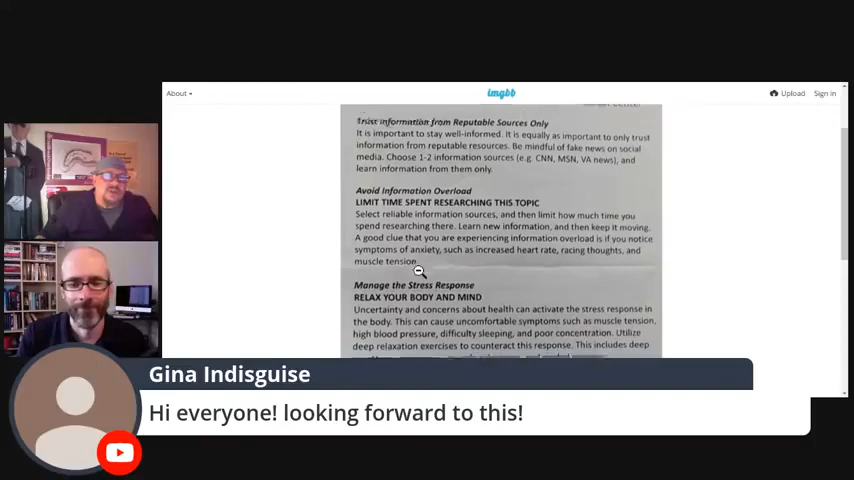 About
imgbb
Upload
Sign in
Center
Trust Information from Reputable Sources Only
It is important to stay well-informed. It is equally as important to only trust
information from reputable resources. Be mindful of fake news on social
media. Choose 1-2 information sources (e.g. CNN, MSN, VA news), and
learn information from them only.
Avoid Information Overload
LIMIT TIME SPENT RESEARCHING THIS TOPIC
Select reliable information sources, and then limit how much time you
spend researching there. Learn new information, and then keep it moving.
A good clue that you are experiencing information overload is if you notice
symptoms of anxiety, such as increased heart rate, racing thoughts, and
muscle tension.
Manage the Stress Response
RELAX YOUR BODY AND MIND
Uncertainty and concerns about health can activate the stress response in
the body. This can cause uncomfortable symptoms such as muscle tension,
high blood pressure, difficulty sleeping, and poor concentration. Utilize
deep relaxation exercises to counteract this response. This includes deep
Gina Indisguise
Hi everyone! looking forward to this!